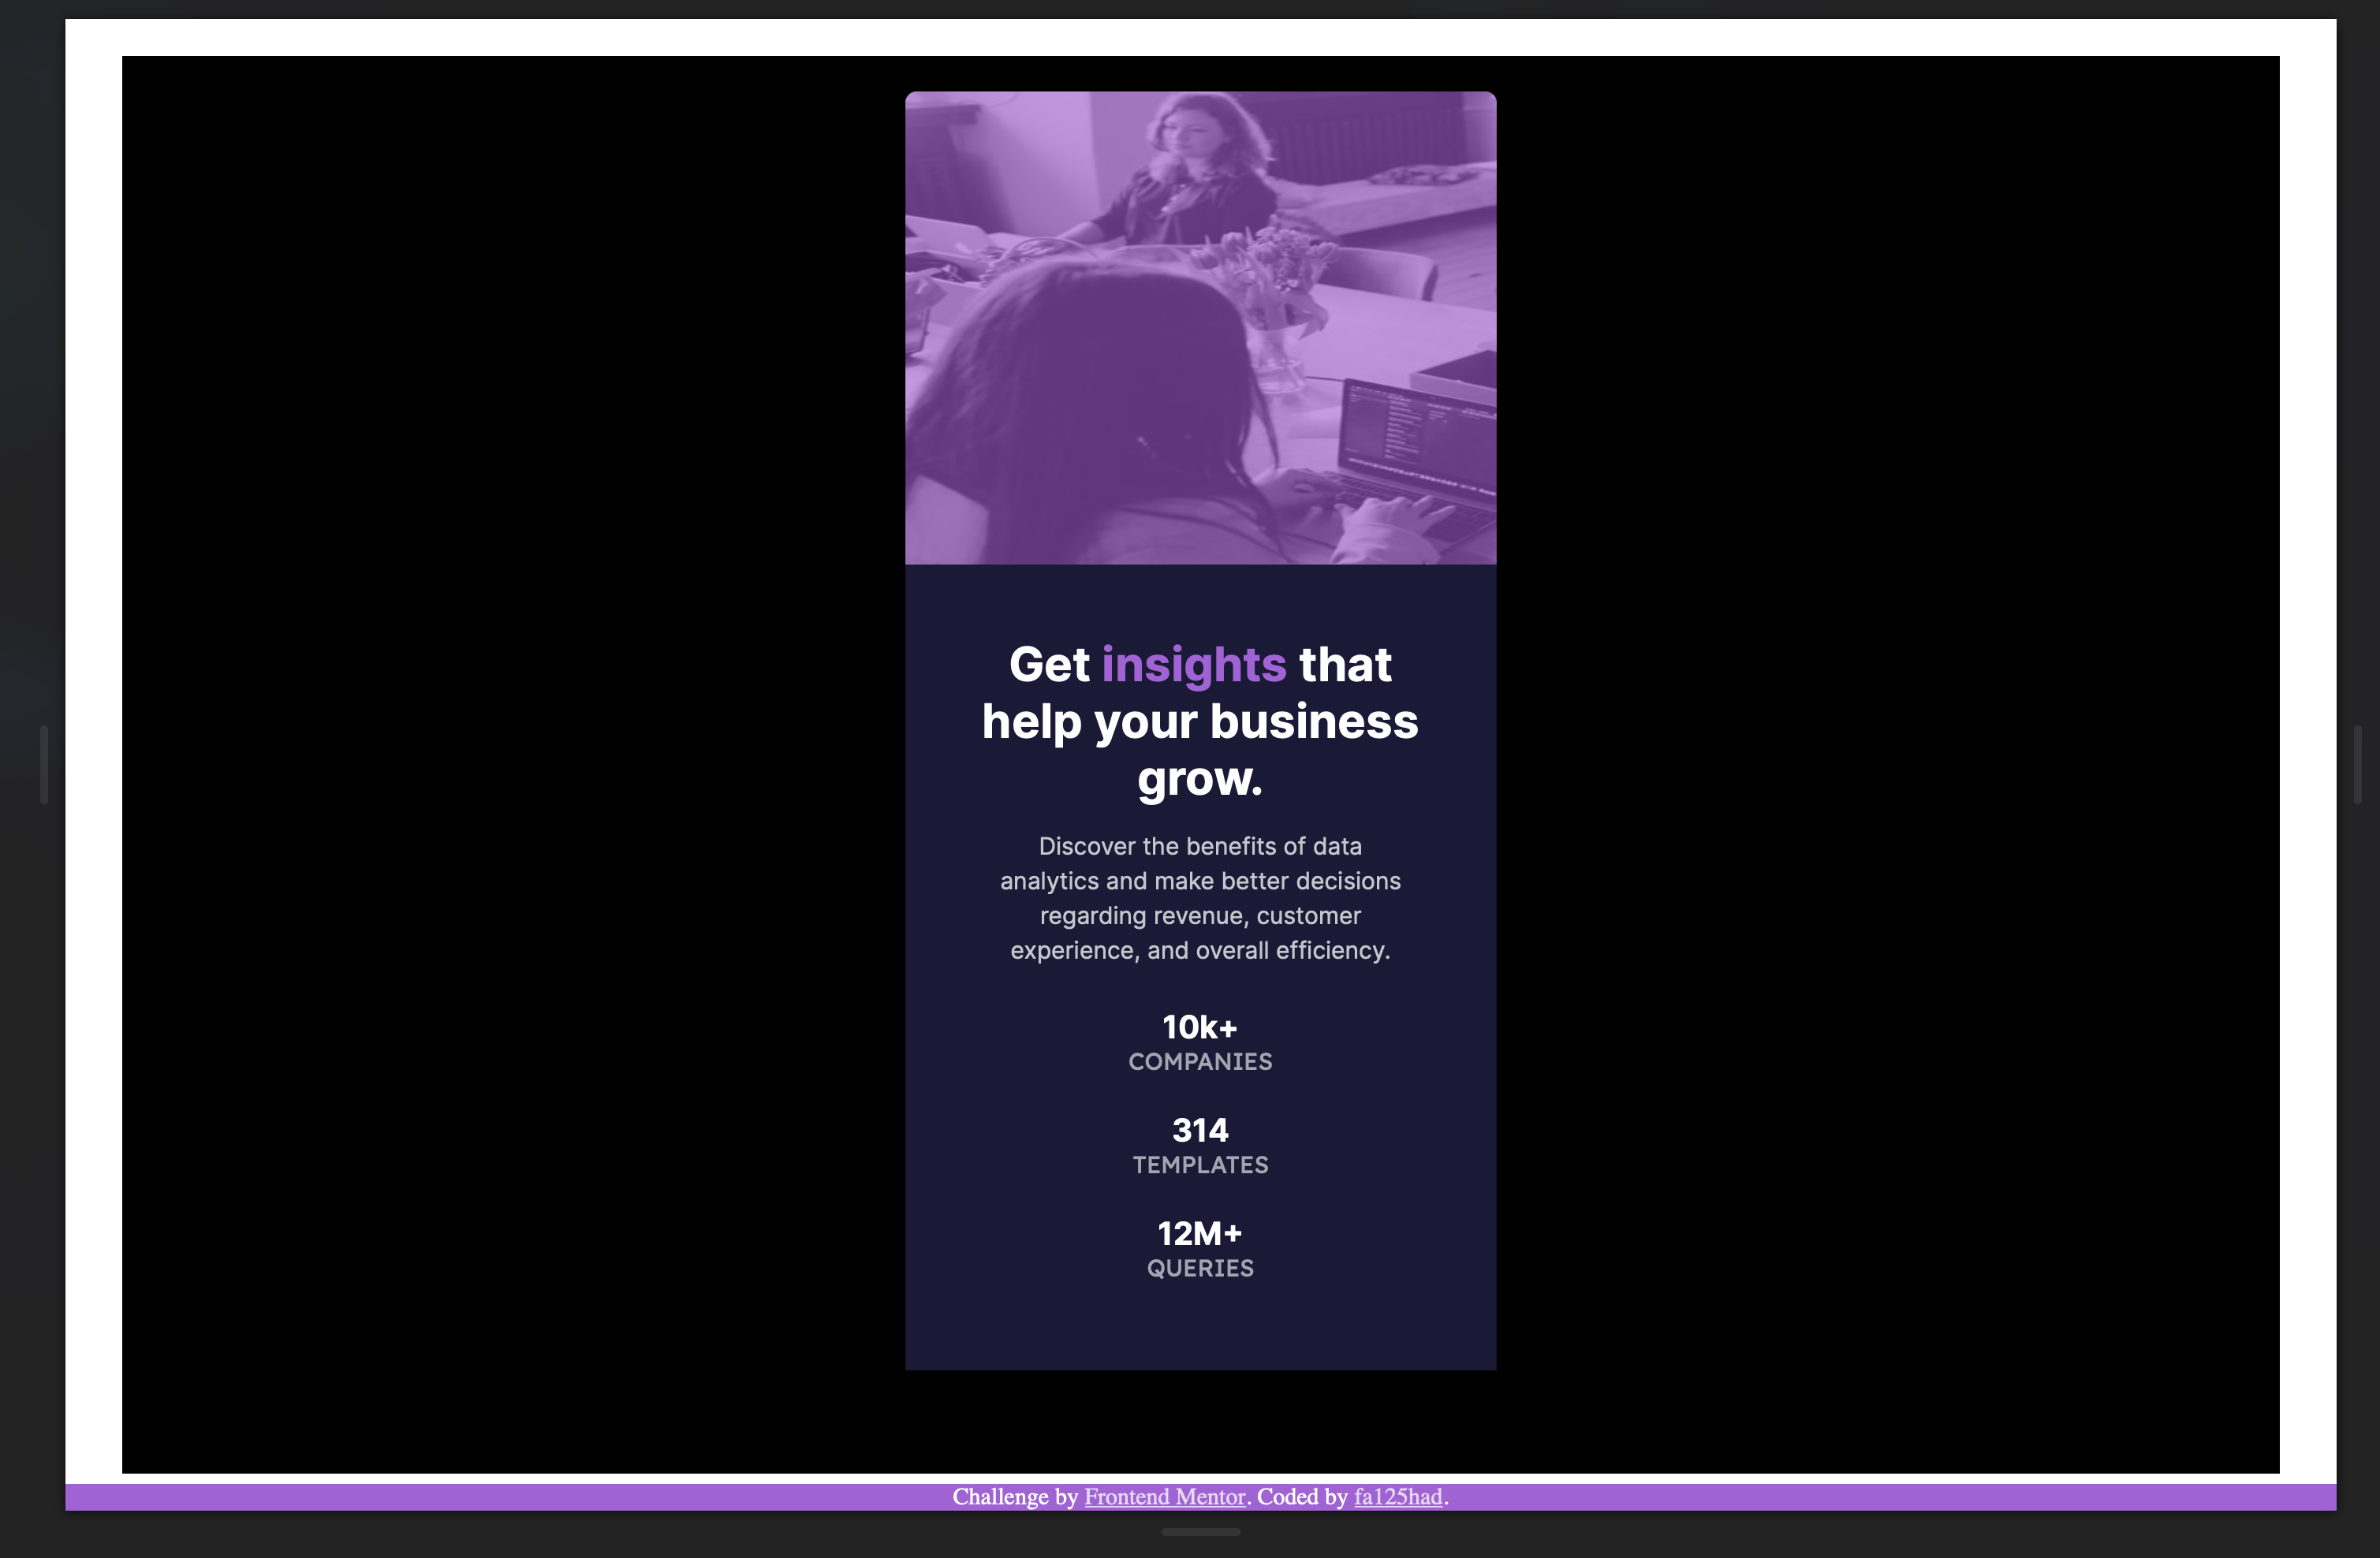 Get insights that
help your business
grow.
Discover the benefits of data
analytics and make better decisions
regarding revenue, customer
experience, and overall efficiency.
10k+
COMPANIES
314
TEMPLATES
12M+
QUERIES
Challenge by Frontend Mentor. Coded by fa125had.